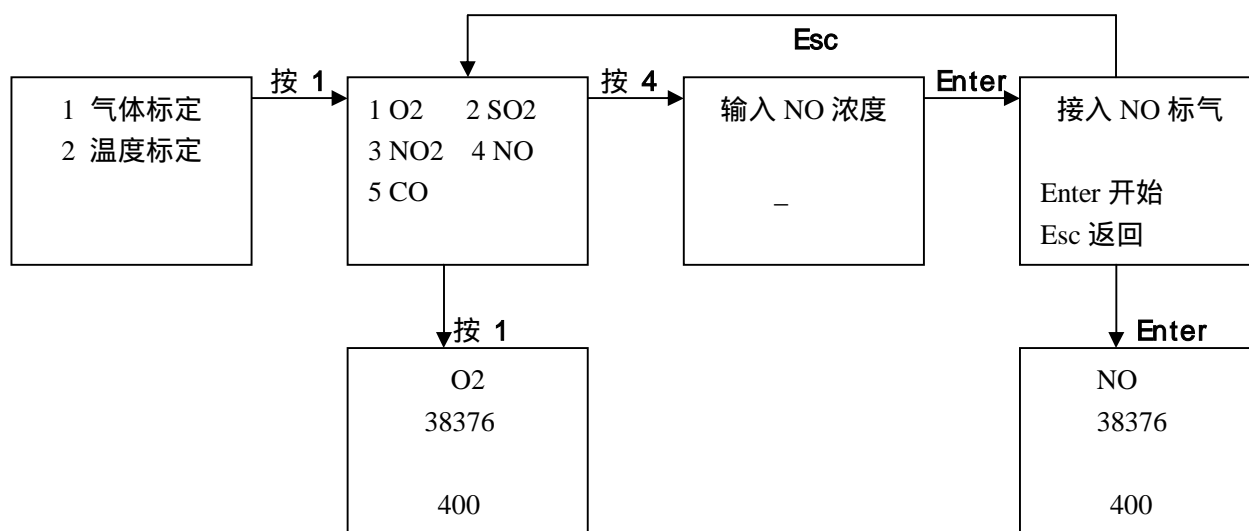 Esc
按 1
按 4
Enter
1 气体标定
2 温度标定
1 O2 2 SO2
3 NO2 4 NO
5 CO
输入 NO 浓度
_
接入 NO 标气
Enter 开始
Esc 返回
按 1
Enter
O2
38376
400
NO
38376
400